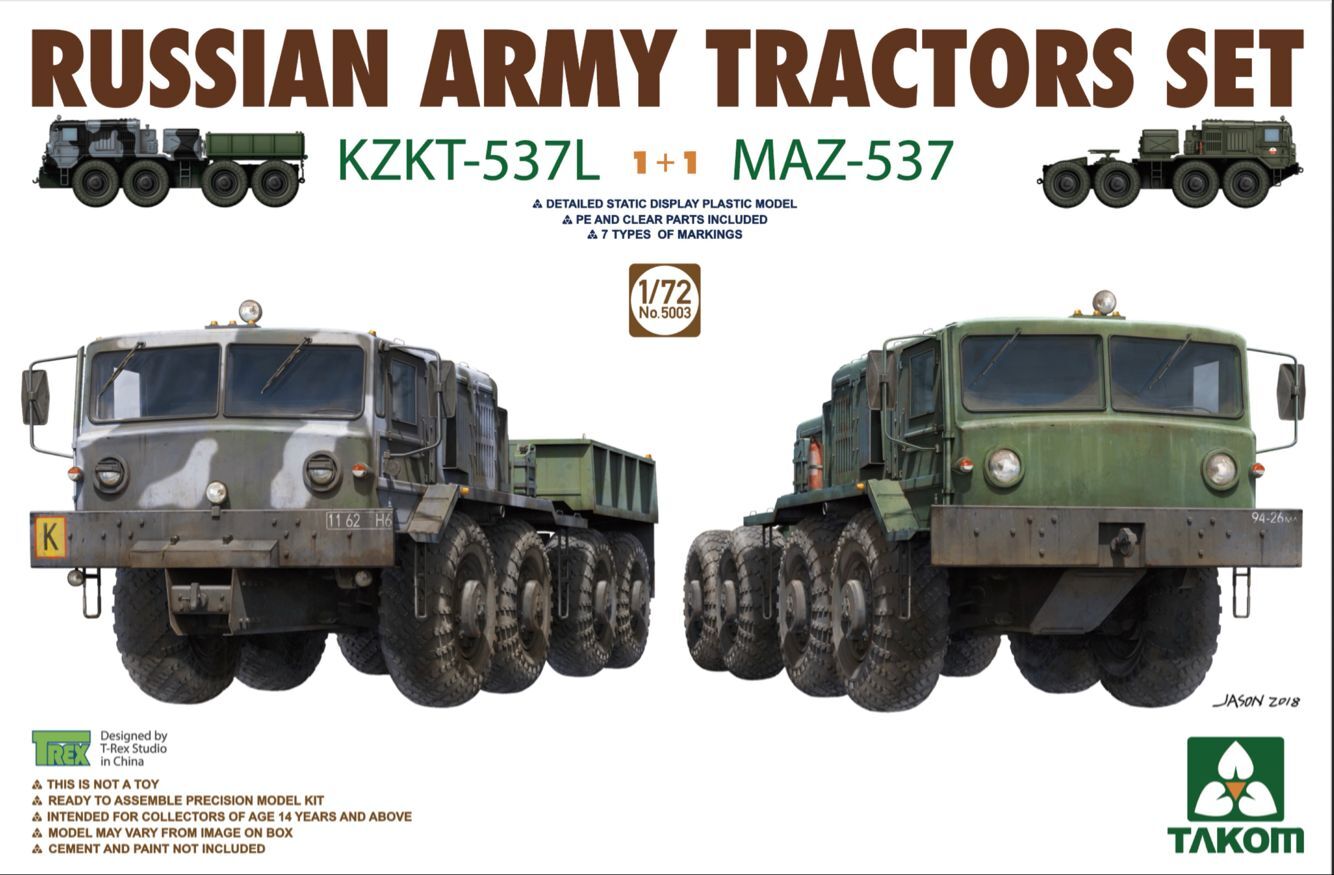 RUSSIAN ARMY TRACTORS SET
KZKT-537L 1+1 MAZ-537
DETAILED STATIC DISPLAY PLASTIC MODEL
PE AND CLEAR PARTS INCLUDED
7 TYPES OF MARKINGS
1/72
No.5003
K
11 62 H6
94-26МА
JASON 2018
TREX
Designed by
T-Rex Studio
in China
THIS IS NOT A TOY
READY TO ASSEMBLE PRECISION MODEL KIT
INTENDED FOR COLLECTORS OF AGE 14 YEARS AND ABOVE
MODEL MAY VARY FROM IMAGE ON BOX
CEMENT AND PAINT NOT INCLUDED
TAKOM